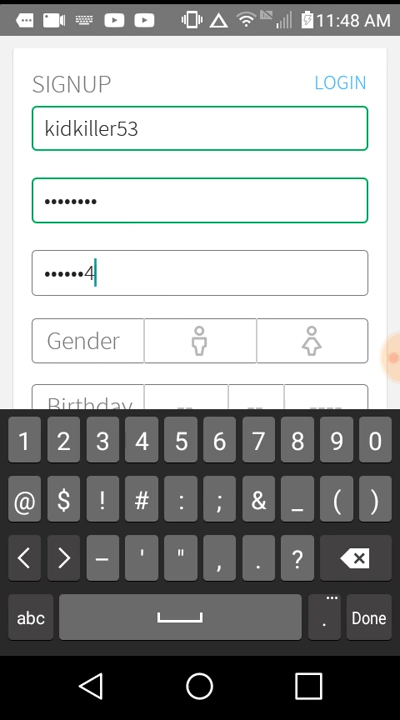 11:48 AM
SIGNUP LOGIN
kidkiller53
••••••••
••••••4
Gender
Birthday -- -- ----
1 2 3 4 5 6 7 8 9 0
@ $ ! # : ; & _ ( )
< > – ' " , . ?
abc . ... Done